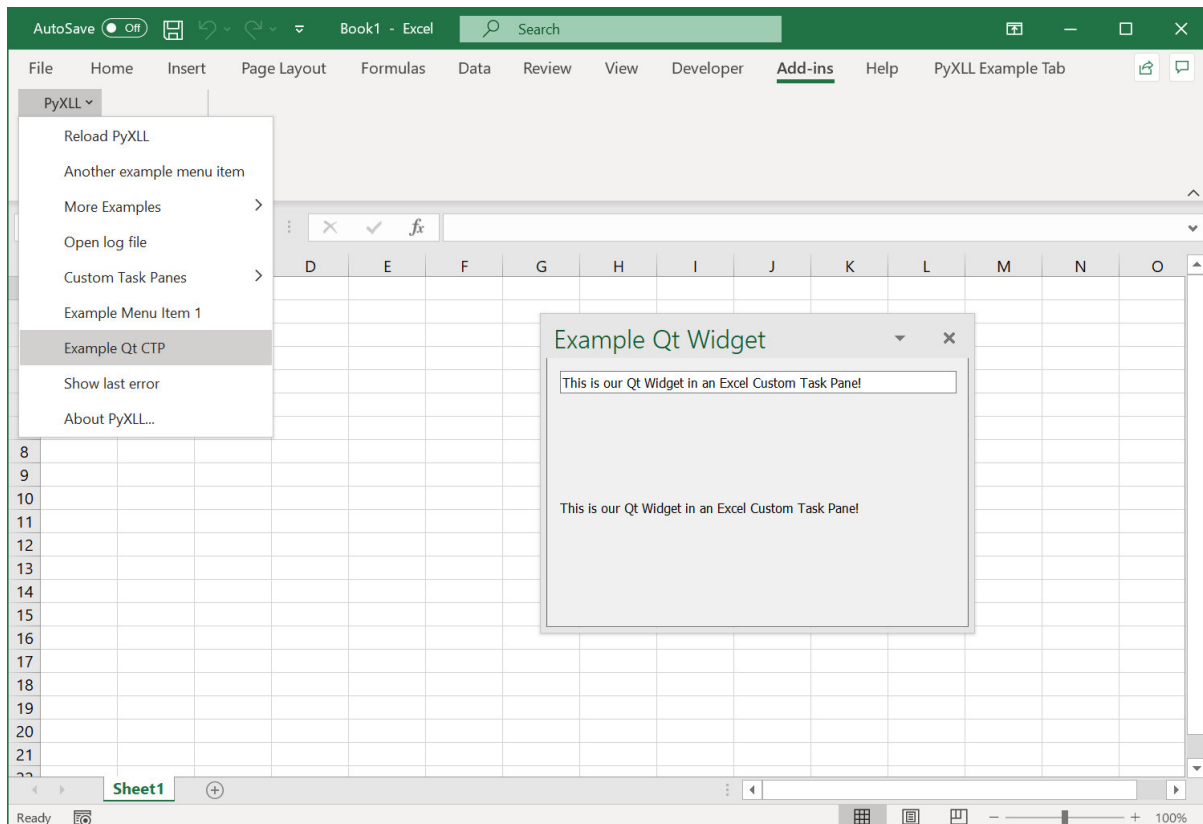 AutoSave Off Book1 - Excel Search
File Home Insert Page Layout Formulas Data Review View Developer Add-ins Help PyXLL Example Tab
PyXLL
Reload PyXLL
Another example menu item
More Examples
Open log file
Custom Task Panes
Example Menu Item 1
Example Qt CTP
Show last error
About PyXLL...
fx
D E F G H I J K L M N O
Example Qt Widget
This is our Qt Widget in an Excel Custom Task Pane!
This is our Qt Widget in an Excel Custom Task Pane!
8
9
10
11
12
13
14
15
16
17
18
19
20
21
22
Sheet1
Ready 100%